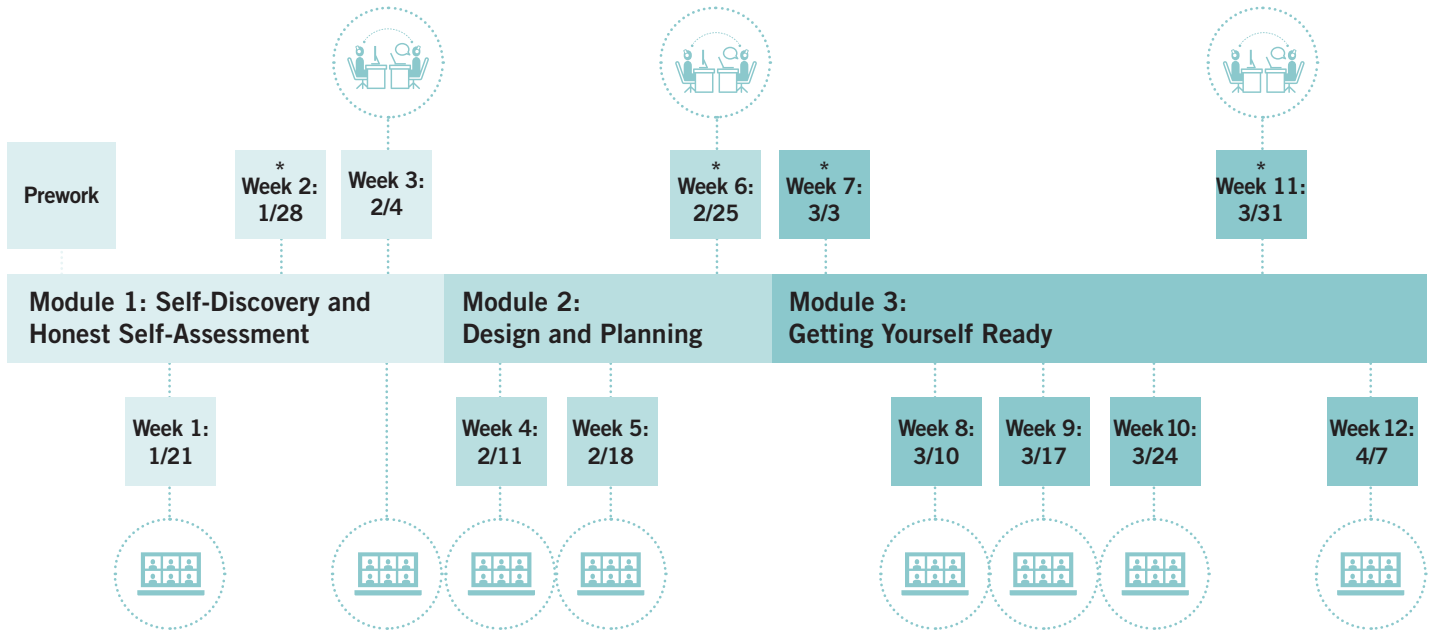 Prework
*
Week 2:
1/28
Week 3:
2/4
*
Week 6:
2/25
*
Week 7:
3/3
*
Week 11:
3/31
Module 1: Self-Discovery and
Honest Self-Assessment
Module 2:
Design and Planning
Module 3:
Getting Yourself Ready
Week 1:
1/21
Week 4:
2/11
Week 5:
2/18
Week 8:
3/10
Week 9:
3/17
Week 10:
3/24
Week 12:
4/7